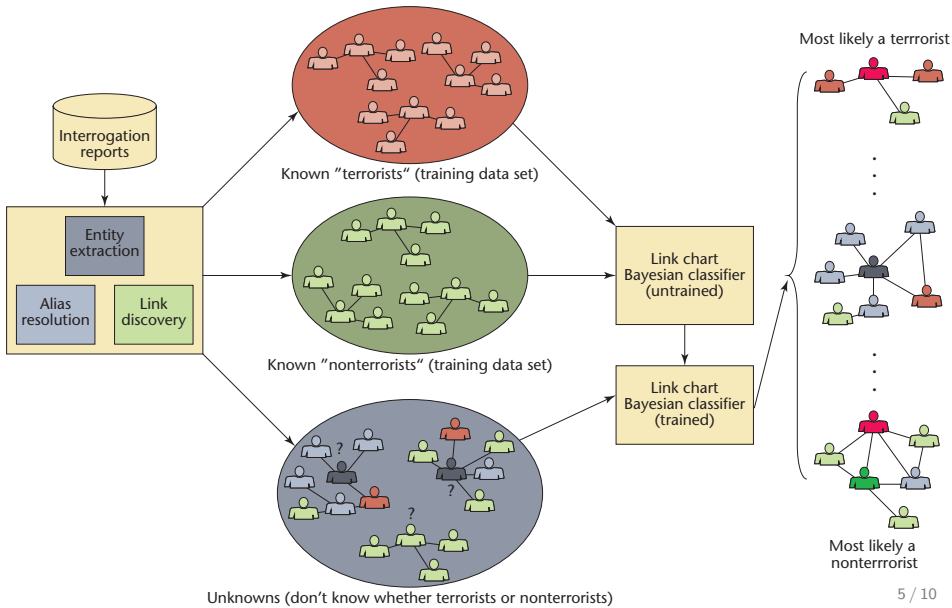 Interrogation
reports
Entity
extraction
Alias
resolution
Link
discovery
Known ”terrorists“ (training data set)
Known ”nonterrorists“ (training data set)
?
?
?
Unknowns (don't know whether terrorists or nonterrorists)
Link chart
Bayesian classifier
(untrained)
Link chart
Bayesian classifier
(trained)
Most likely a terrrorist
Most likely a
nonterrrorist
5 / 10